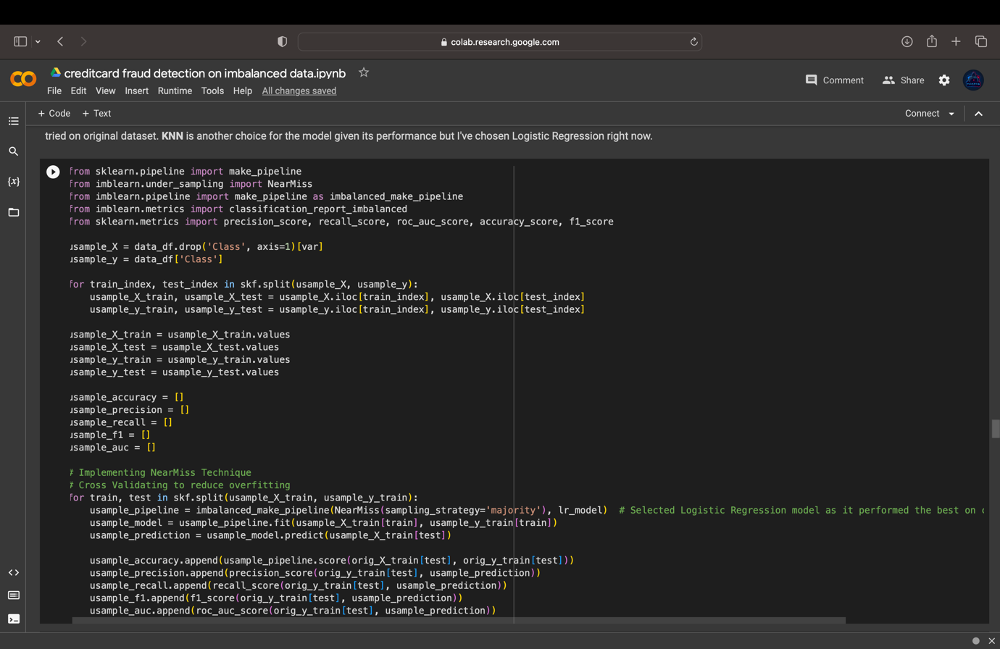 colab.research.google.com
creditcard fraud detection on imbalanced data.ipynb
File Edit View Insert Runtime Tools Help All changes saved
Comment Share
+ Code + Text
Connect
tried on original dataset. KNN is another choice for the model given its performance but I've chosen Logistic Regression right now.
from sklearn.pipeline import make_pipeline
from imblearn.under_sampling import NearMiss
from imblearn.pipeline import make_pipeline as imbalanced_make_pipeline
from imblearn.metrics import classification_report_imbalanced
from sklearn.metrics import precision_score, recall_score, roc_auc_score, accuracy_score, f1_score
usample_X = data_df.drop('Class', axis=1)[var]
usample_y = data_df['Class']
for train_index, test_index in skf.split(usample_X, usample_y):
    usample_X_train, usample_X_test = usample_X.iloc[train_index], usample_X.iloc[test_index]
    usample_y_train, usample_y_test = usample_y.iloc[train_index], usample_y.iloc[test_index]
usample_X_train = usample_X_train.values
usample_X_test = usample_X_test.values
usample_y_train = usample_y_train.values
usample_y_test = usample_y_test.values
usample_accuracy = []
usample_precision = []
usample_recall = []
usample_f1 = []
usample_auc = []
# Implementing NearMiss Technique
# Cross Validating to reduce overfitting
for train, test in skf.split(usample_X_train, usample_y_train):
    usample_pipeline = imbalanced_make_pipeline(NearMiss(sampling_strategy='majority'), lr_model)  # Selected Logistic Regression model as it performed the best on
    usample_model = usample_pipeline.fit(usample_X_train[train], usample_y_train[train])
    usample_prediction = usample_model.predict(usample_X_train[test])
    usample_accuracy.append(usample_pipeline.score(orig_X_train[test], orig_y_train[test]))
    usample_precision.append(precision_score(orig_y_train[test], usample_prediction))
    usample_recall.append(recall_score(orig_y_train[test], usample_prediction))
    usample_f1.append(f1_score(orig_y_train[test], usample_prediction))
    usample_auc.append(roc_auc_score(orig_y_train[test], usample_prediction))